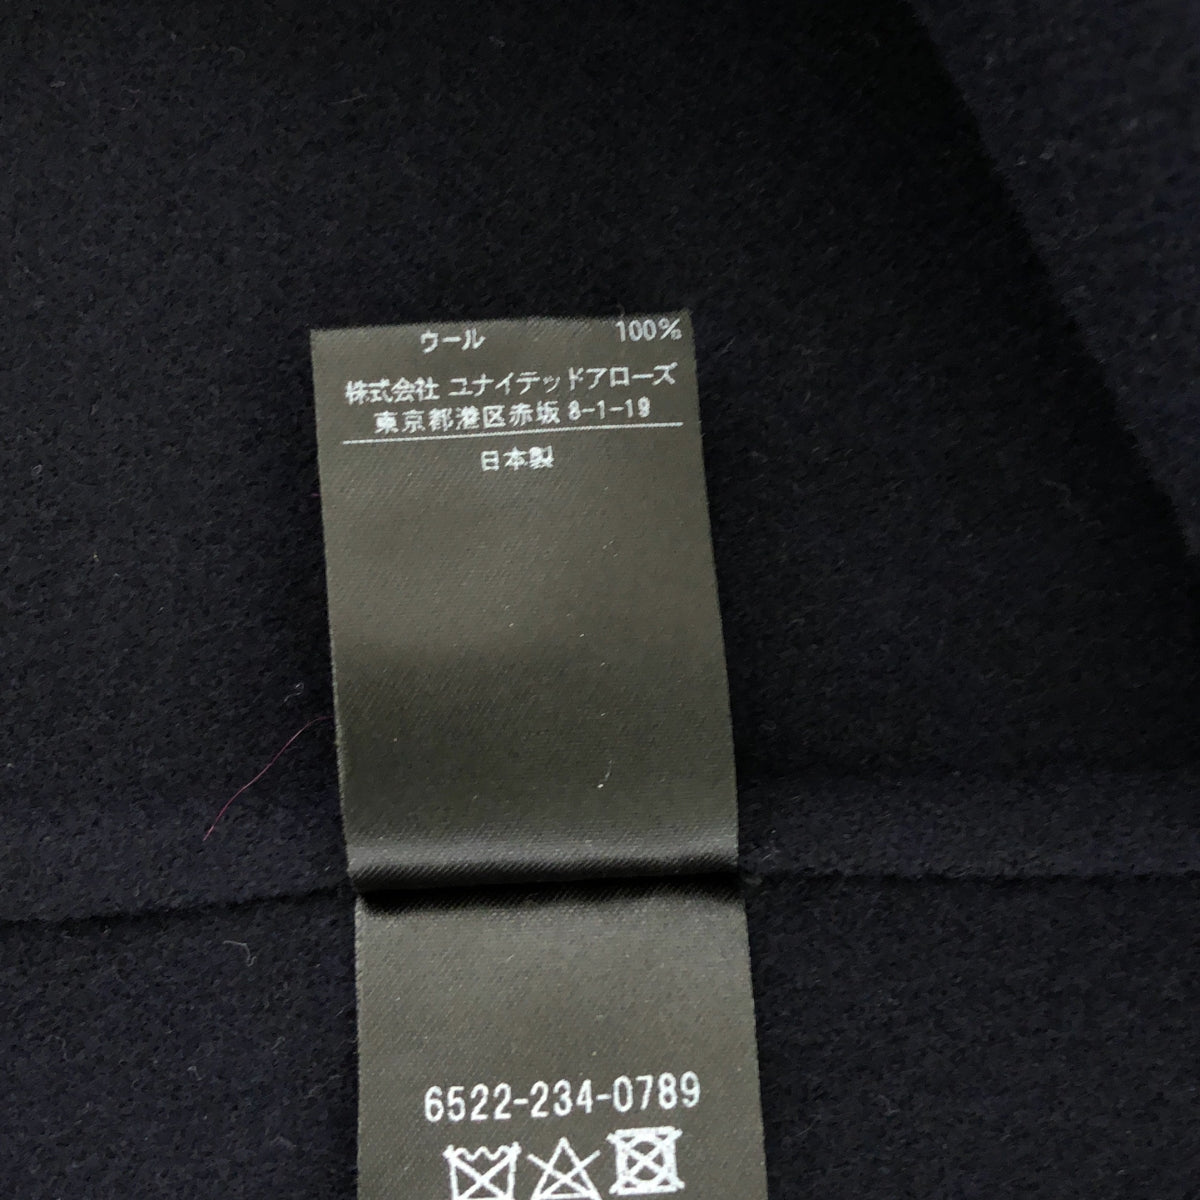 ウール 100%
株式会社 ユナイテッドアローズ
東京都港区赤坂 8-1-19
日本製
6522-234-0789